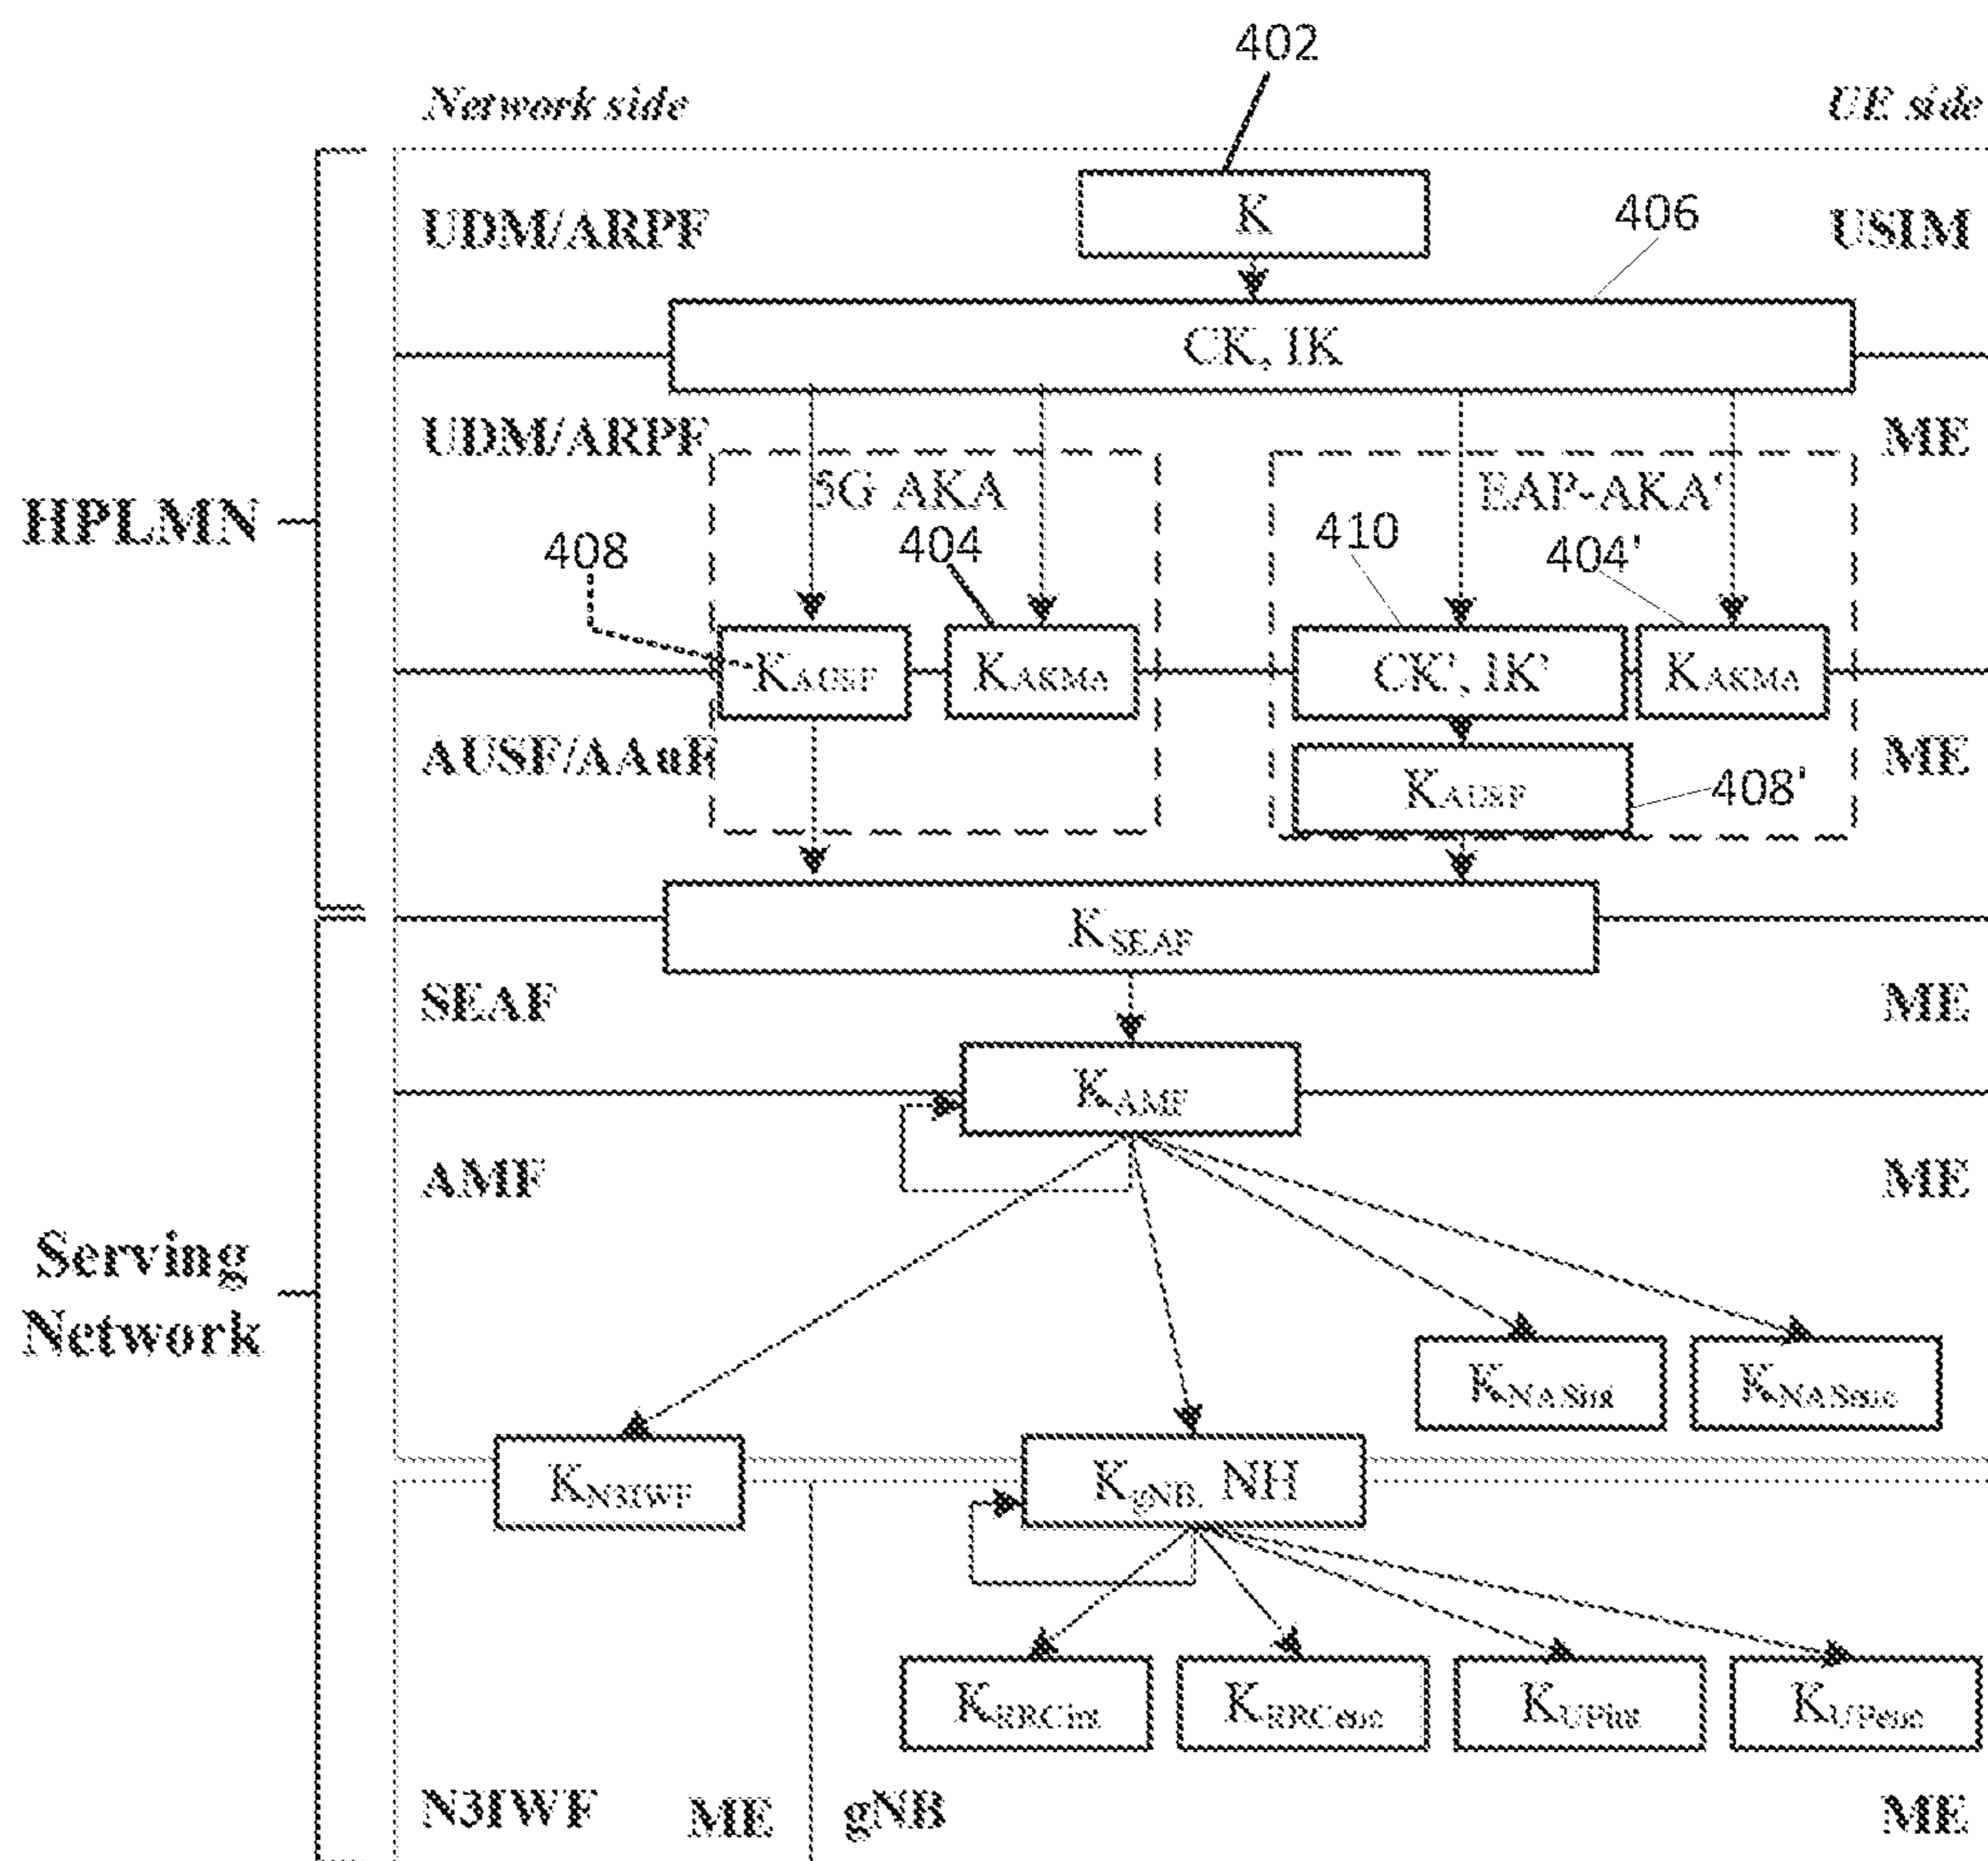 402
Network side
UE side
K
UDM/ARPF
406
USIM
CK, IK
UDM/ARPF
ME
5G AKA
EAP-AKA'
HPLMN
408
404
410
404'
KAUSF
KAKMA
CK', IK'
KAKMA
AUSF/AAuF
ME
KAUSF
408'
KSEAF
SEAF
ME
KAMF
AMF
ME
Serving
Network
KNASint
KNASenc
KN3IWF
KgNB, NH
KRRCint
KRRCenc
KUPint
KUPenc
N3IWF
ME
gNB
ME